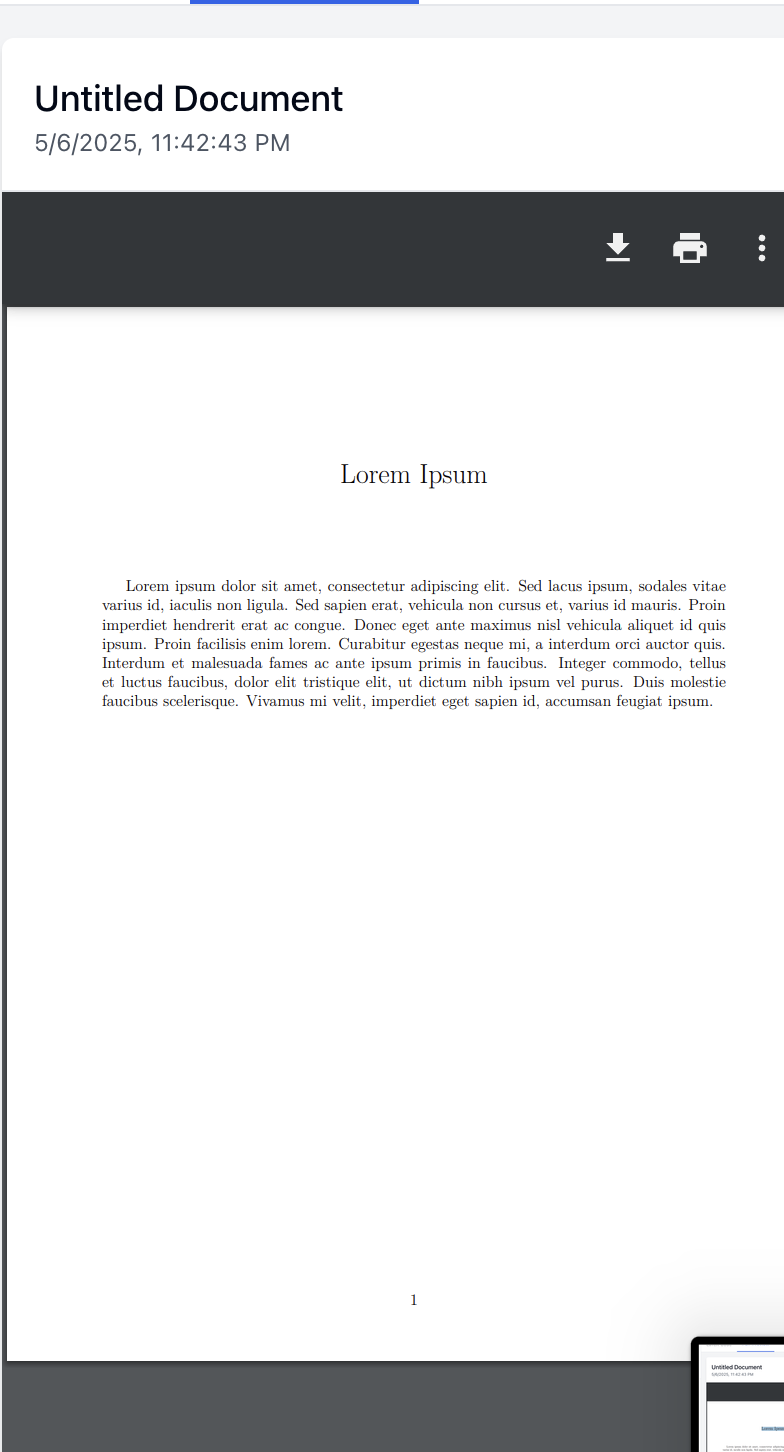 Untitled Document
5/6/2025, 11:42:43 PM
Lorem Ipsum
Lorem ipsum dolor sit amet, consectetur adipiscing elit. Sed lacus ipsum, sodales vitae
varius id, iaculis non ligula. Sed sapien erat, vehicula non cursus et, varius id mauris. Proin
imperdiet hendrerit erat ac congue. Donec eget ante maximus nisl vehicula aliquet id quis
ipsum. Proin facilisis enim lorem. Curabitur egestas neque mi, a interdum orci auctor quis.
Interdum et malesuada fames ac ante ipsum primis in faucibus. Integer commodo, tellus
et luctus faucibus, dolor elit tristique elit, ut dictum nibh ipsum vel purus. Duis molestie
faucibus scelerisque. Vivamus mi velit, imperdiet eget sapien id, accumsan feugiat ipsum.
1
Untitled Document
5/6/2025, 11:42:43 PM